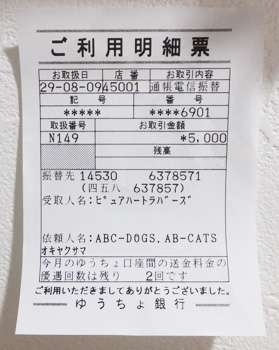 ご利用明細票
お取扱日 店番 お取引内容
29-08-09 45001 通帳電信振替
記号 番号
***** ****6901
取扱番号 お取引金額
N149 *5,000
残高
振替先 14530 6378571
(四五八 637857)
受取人名:ピュアハートラバーズ
依頼人名:ABC-DOGS.AB-CATS
オキヤクサマ
今月のゆうちょ口座間の送金料金の
優遇回数は残り 2回です
ご利用いただきましてありがとうございました。
ゆうちょ銀行